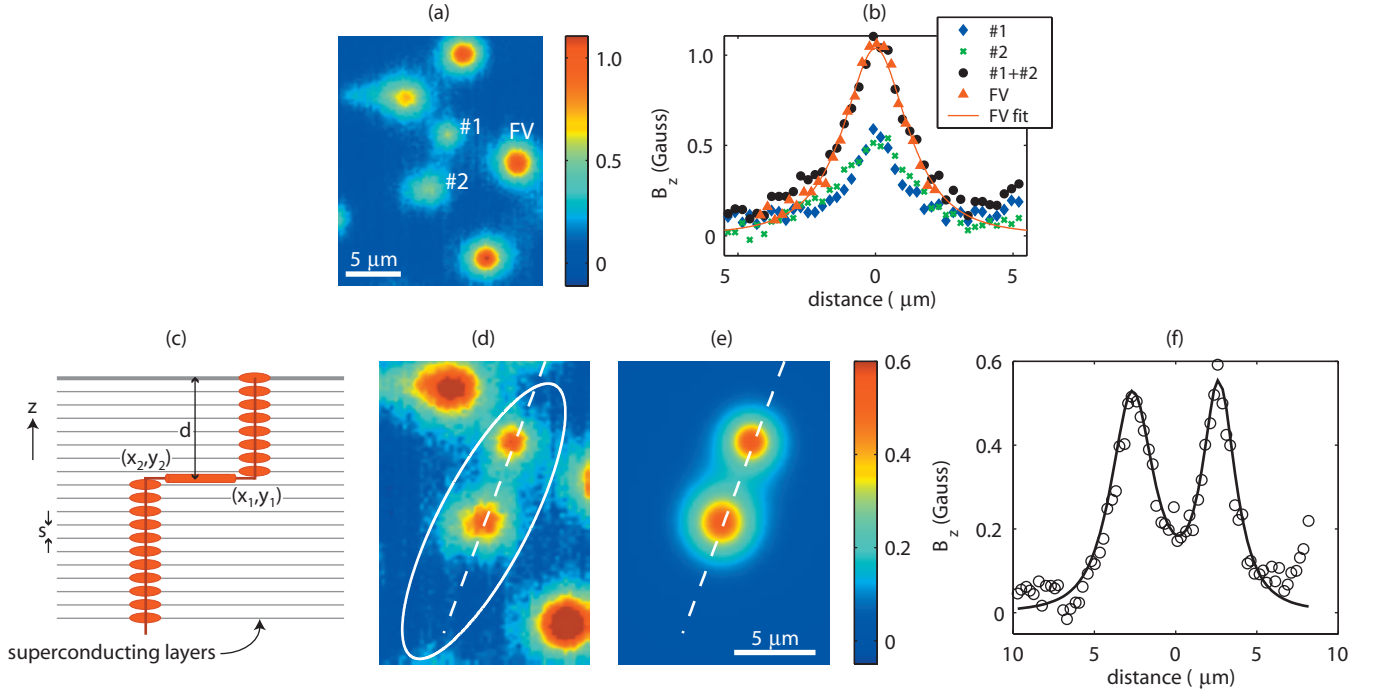 (a)
#1
FV
#2
5 μm
1.0
0.5
0
(b)
#1
#2
#1+#2
FV
FV fit
1.0
0.5
0
B_z (Gauss)
5
0
5
distance ( μm)
(c)
z
d
(x₂,y₂)
(x₁,y₁)
s
superconducting layers
(d)
(e)
5 μm
0.6
0.4
0.2
0
(f)
B_z (Gauss)
0.6
0.4
0.2
0
10
5
0
5
10
distance ( μm)